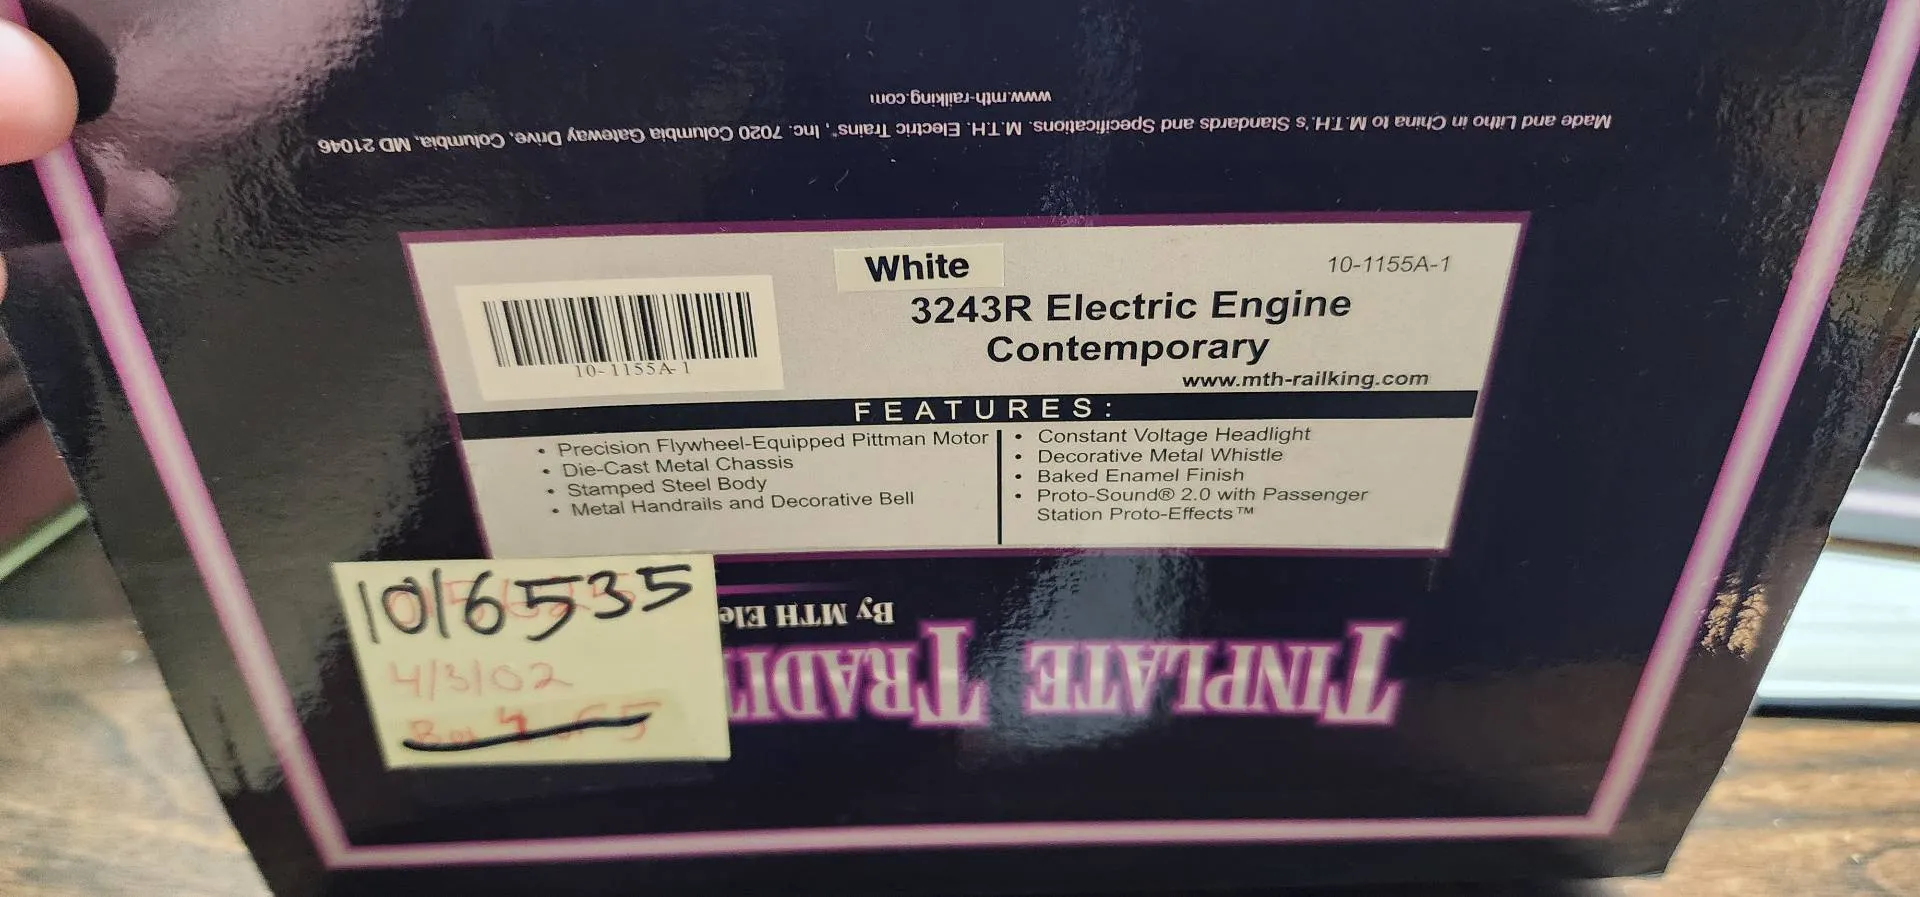 www.mth-railking.com
Made and Litho in China to M.T.H.'s Standards and Specifications. M.T.H. Electric Trains®, Inc. 7020 Columbia Gateway Drive, Columbia, MD 21046
White
10-1155A-1
3243R Electric Engine
Contemporary
www.mth-railking.com
10-1155A-1
FEATURES:
• Precision Flywheel-Equipped Pittman Motor
• Die-Cast Metal Chassis
• Stamped Steel Body
• Metal Handrails and Decorative Bell
• Constant Voltage Headlight
• Decorative Metal Whistle
• Baked Enamel Finish
• Proto-Sound® 2.0 with Passenger
Station Proto-Effects™
1016535
4/3/02
By MTH Ele
TINPLATE TRADIT